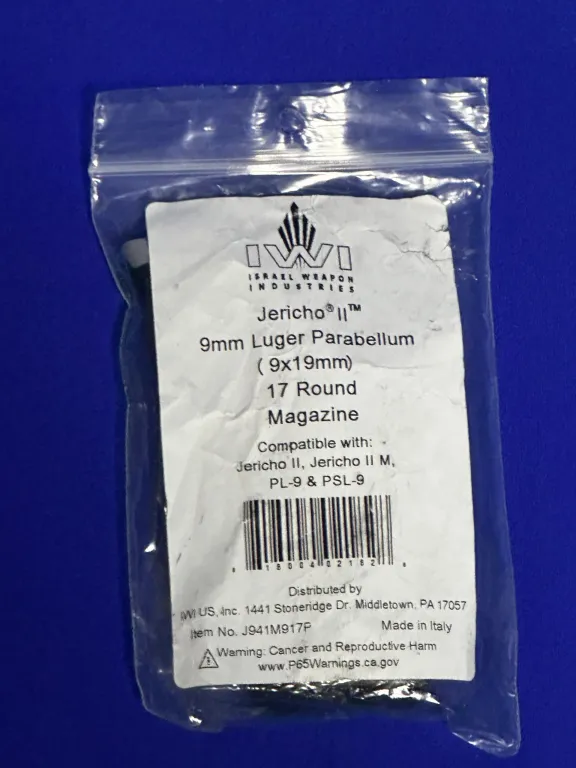 IWI
ISRAEL WEAPON
INDUSTRIES
Jericho® II™
9mm Luger Parabellum
( 9x19mm)
17 Round
Magazine
Compatible with:
Jericho II, Jericho II M,
PL-9 & PSL-9
Distributed by
IWI US, Inc. 1441 Stoneridge Dr. Middletown, PA 17057
Item No. J941M917P Made in Italy
Warning: Cancer and Reproductive Harm
www.P65Warnings.ca.gov